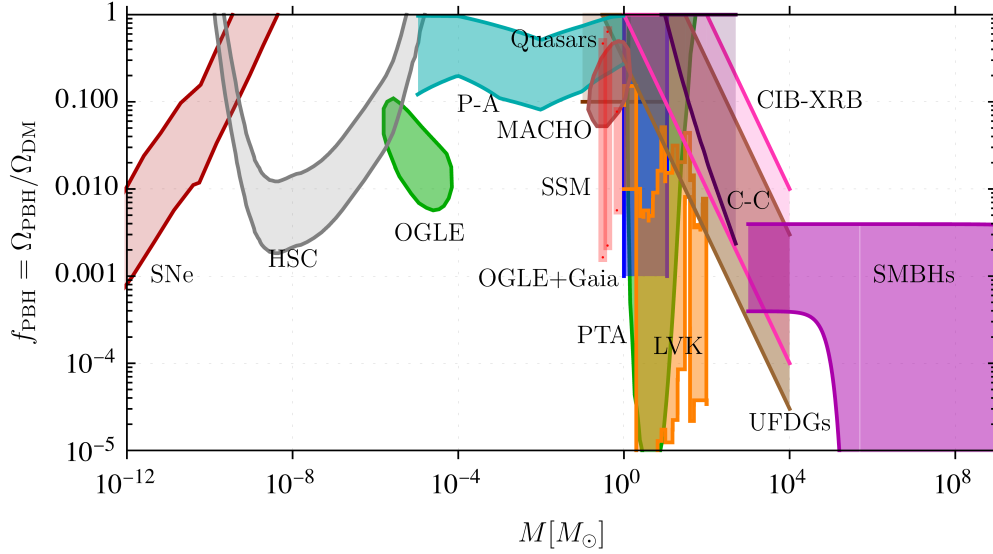 f_PBH = Ω_PBH/Ω_DM
1
0.100
0.010
0.001
10^−4
10^−5
Quasars
P-A
MACHO
CIB-XRB
SSM
C-C
OGLE
HSC
SNe
OGLE+Gaia
SMBHs
PTA
LVK
UFDGs
10^−12
10^−8
10^−4
10^0
10^4
10^8
M[M_⊙]